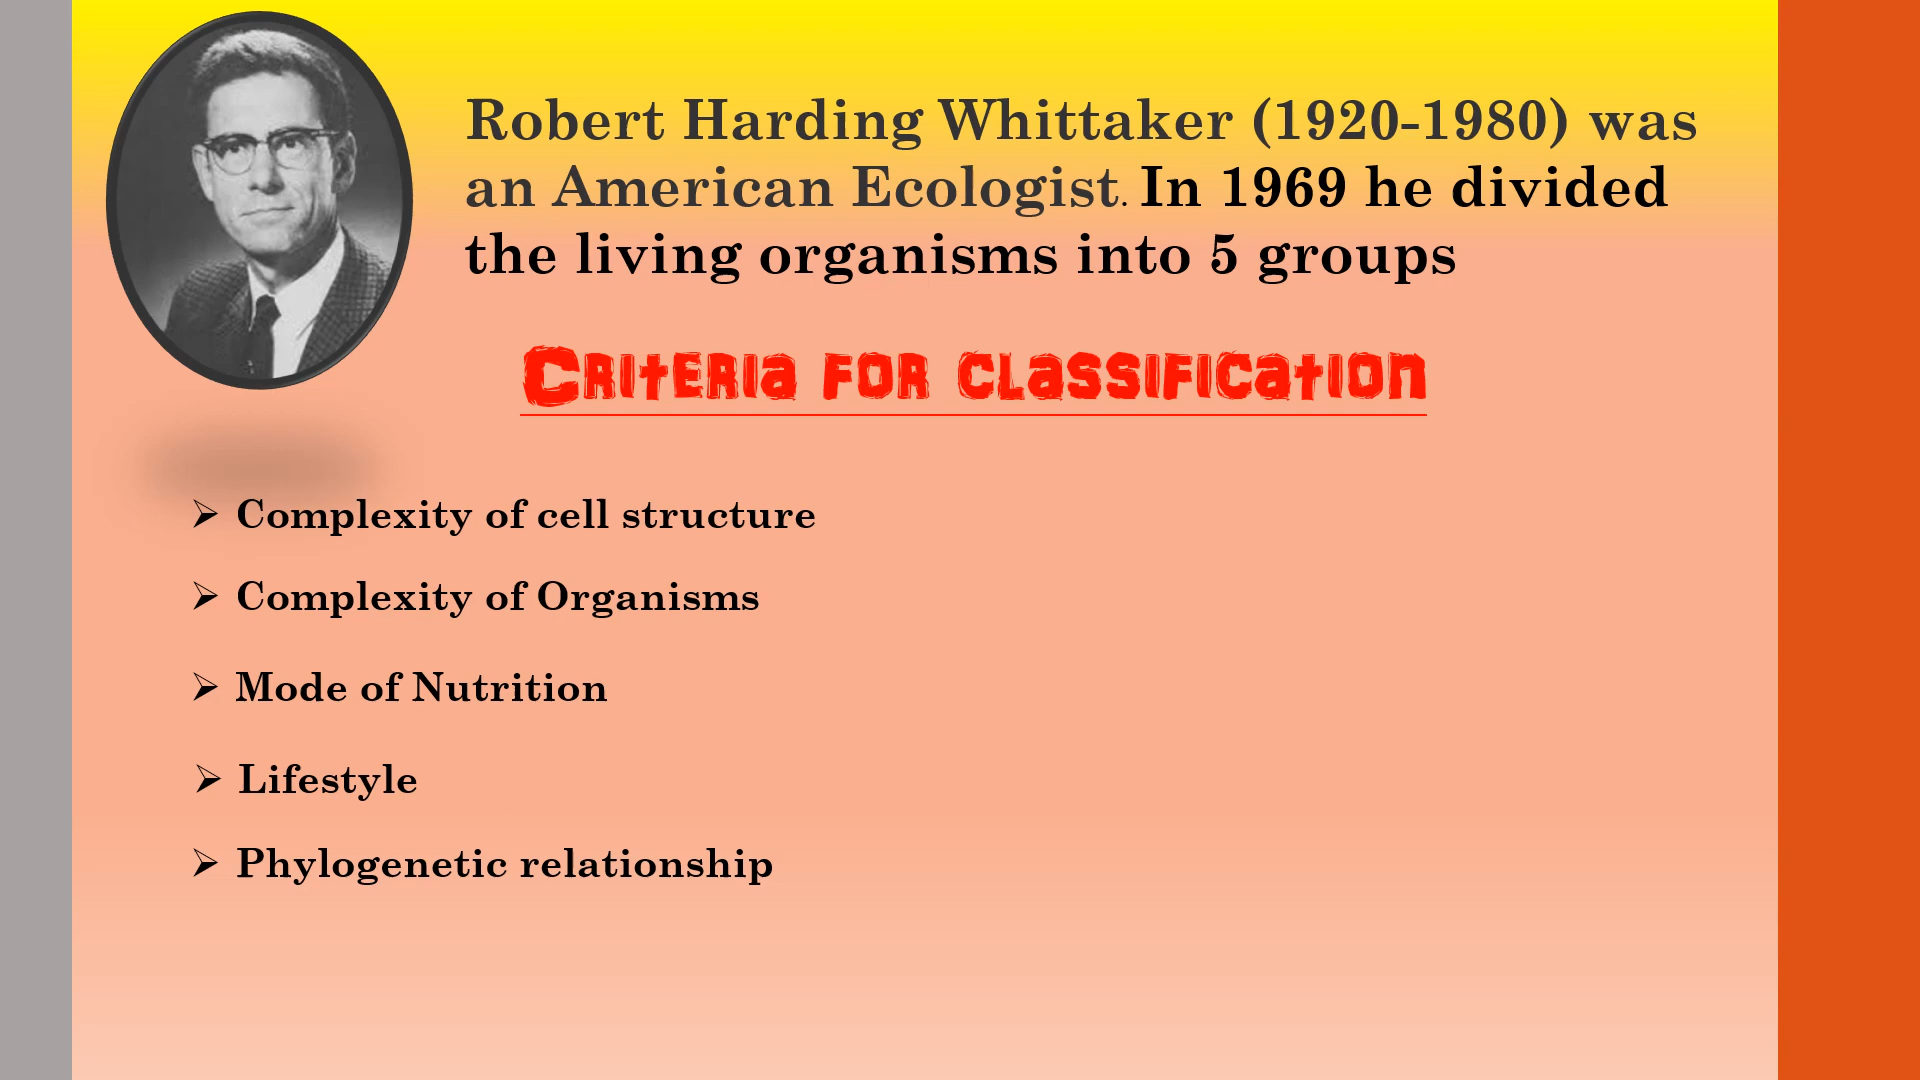 Robert Harding Whittaker (1920-1980) was
an American Ecologist. In 1969 he divided
the living organisms into 5 groups
Criteria for classification
➢ Complexity of cell structure
➢ Complexity of Organisms
➢ Mode of Nutrition
➢ Lifestyle
➢ Phylogenetic relationship